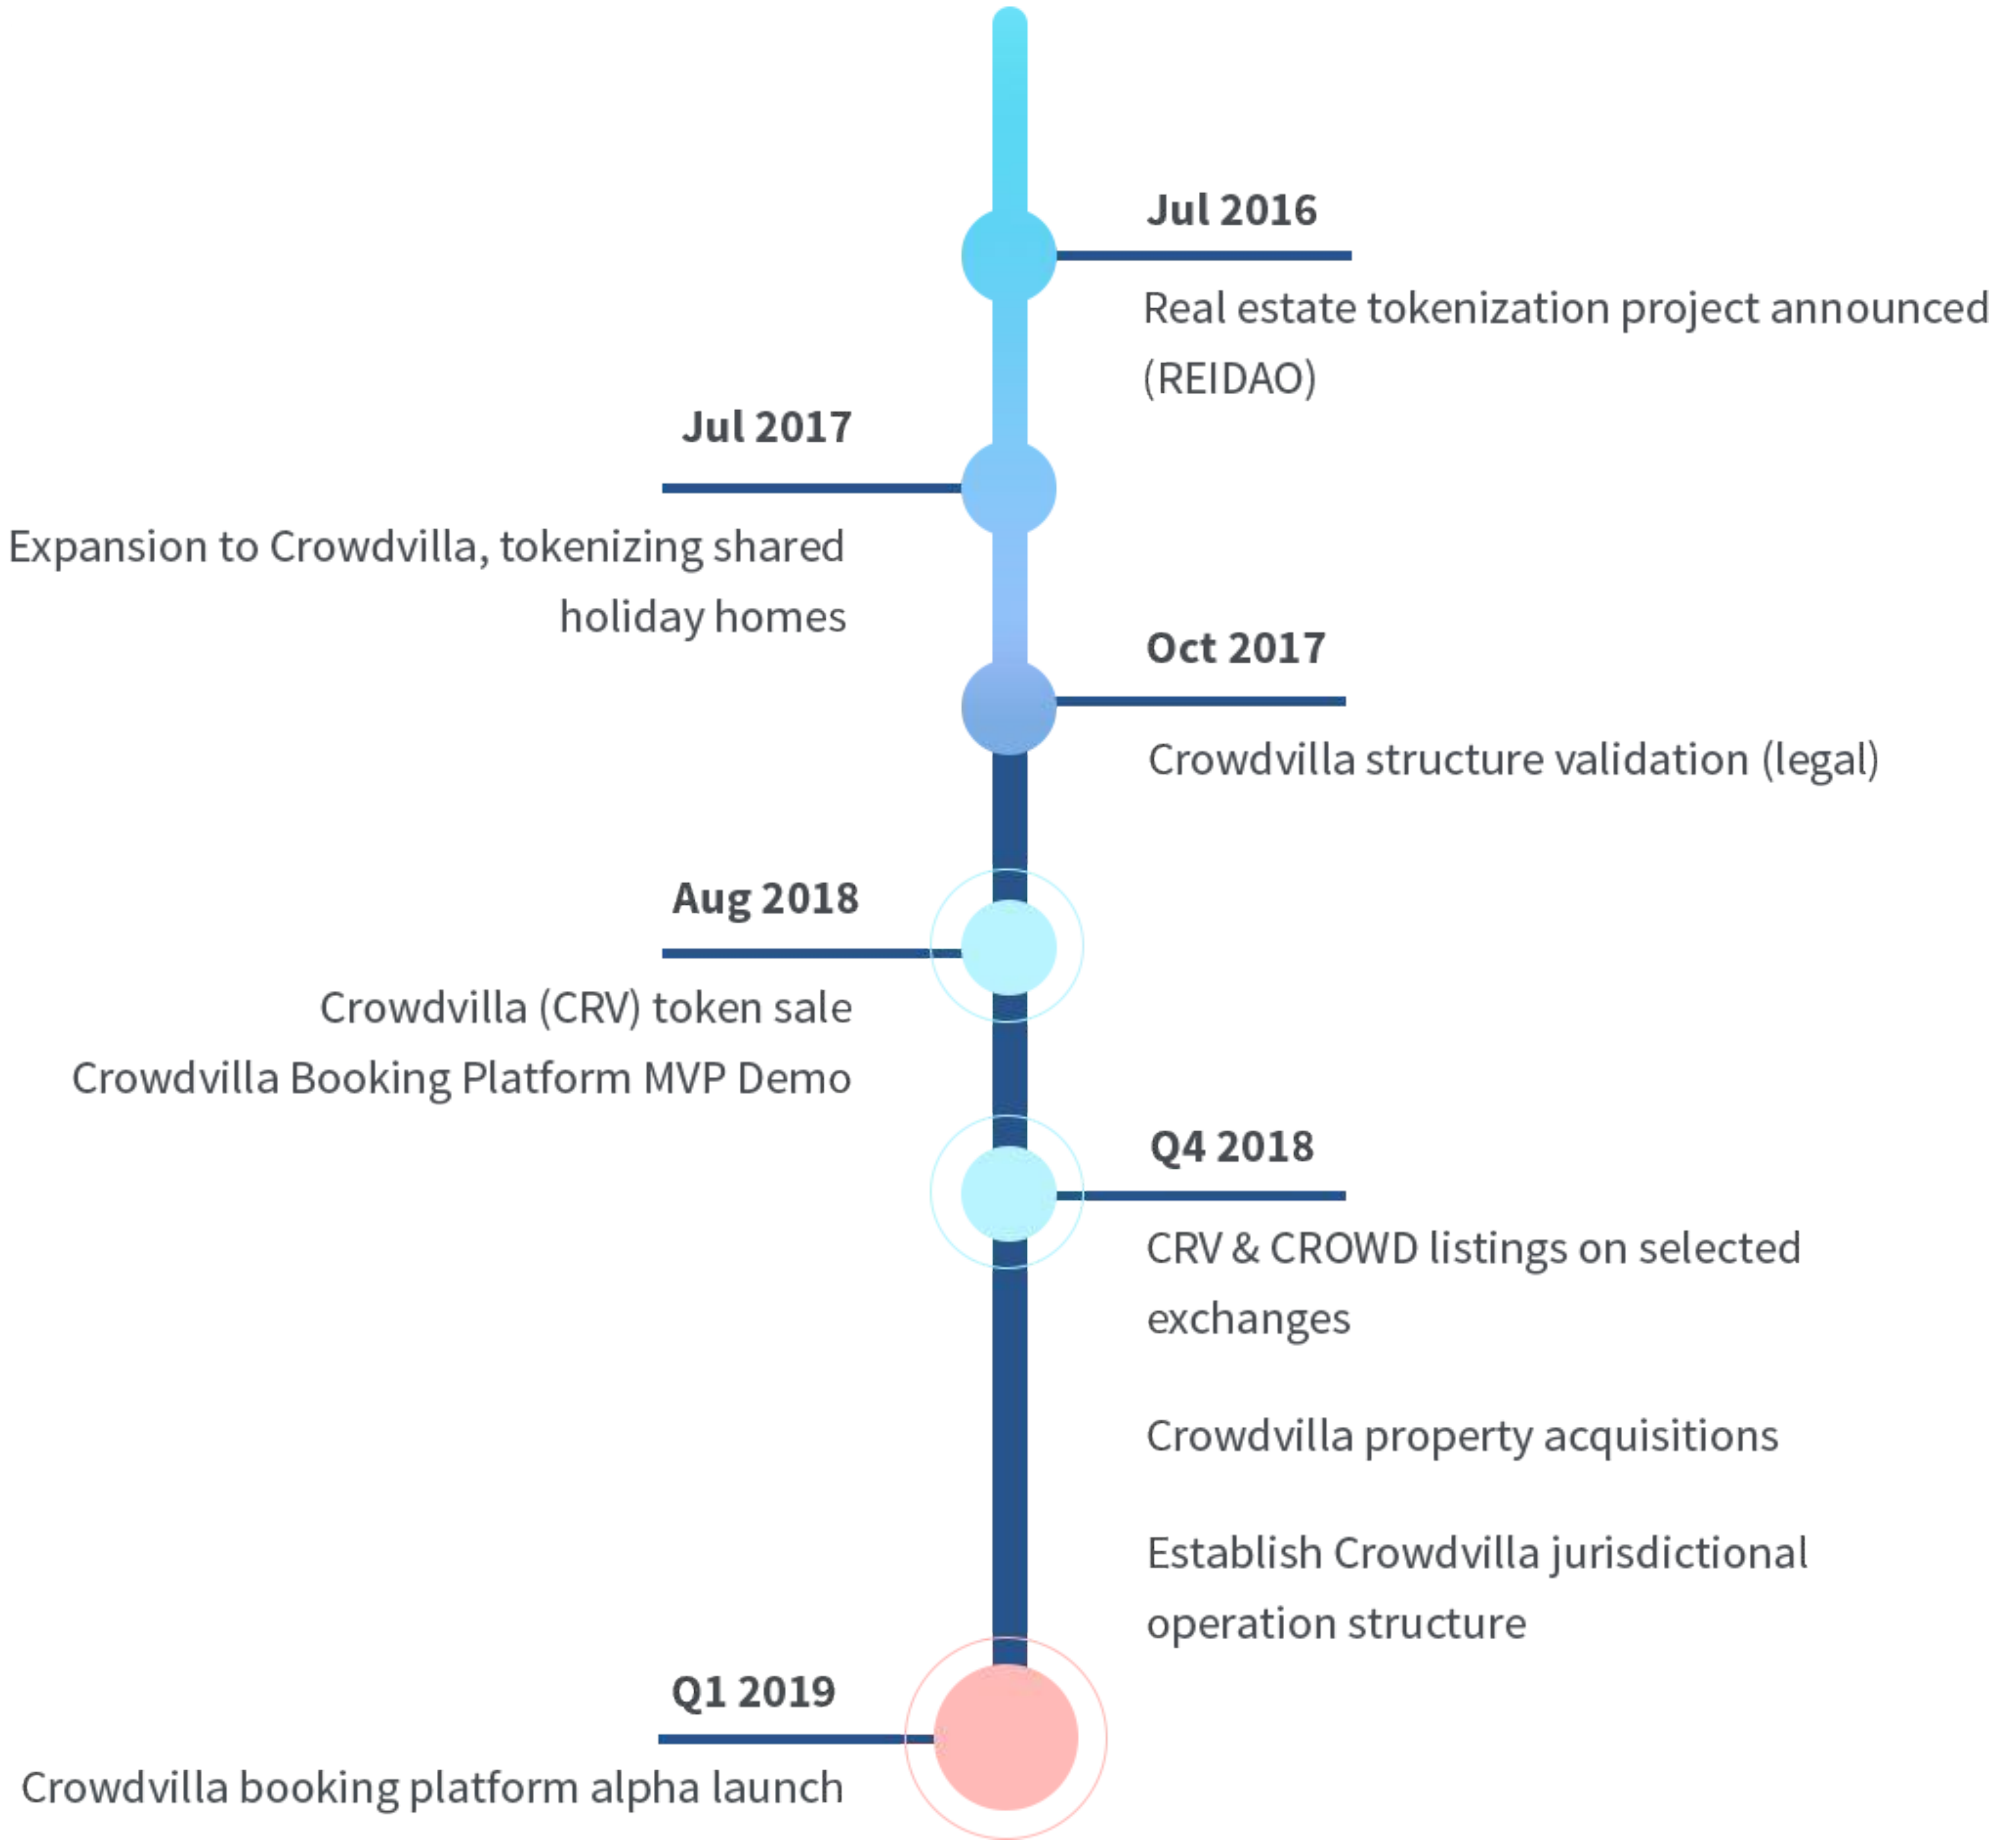 Jul 2016
Real estate tokenization project announced
(REIDAO)
Jul 2017
Expansion to Crowdvilla, tokenizing shared
holiday homes
Oct 2017
Crowdvilla structure validation (legal)
Aug 2018
Crowdvilla (CRV) token sale
Crowdvilla Booking Platform MVP Demo
Q4 2018
CRV & CROWD listings on selected
exchanges
Crowdvilla property acquisitions
Establish Crowdvilla jurisdictional
operation structure
Q1 2019
Crowdvilla booking platform alpha launch